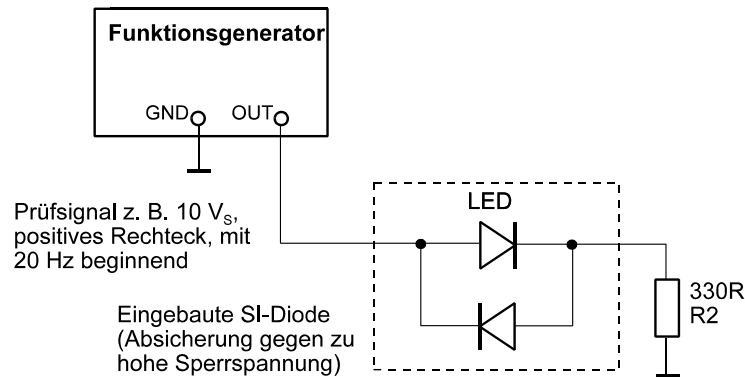 Funktionsgenerator
GND
OUT
Prüfsignal z. B. 10 VS,
positives Rechteck, mit
20 Hz beginnend
LED
Eingebaute SI-Diode
(Absicherung gegen zu
hohe Sperrspannung)
330R
R2